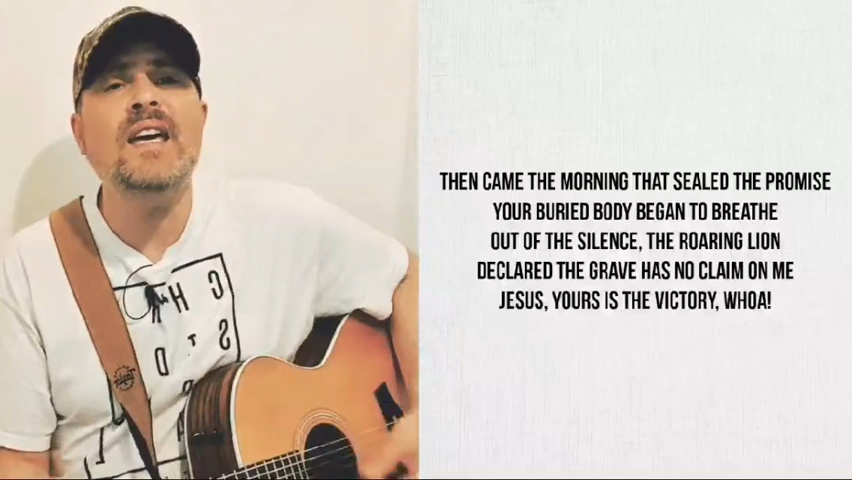 THEN CAME THE MORNING THAT SEALED THE PROMISE
YOUR BURIED BODY BEGAN TO BREATHE
OUT OF THE SILENCE, THE ROARING LION
DECLARED THE GRAVE HAS NO CLAIM ON ME
JESUS, YOURS IS THE VICTORY, WHOA!